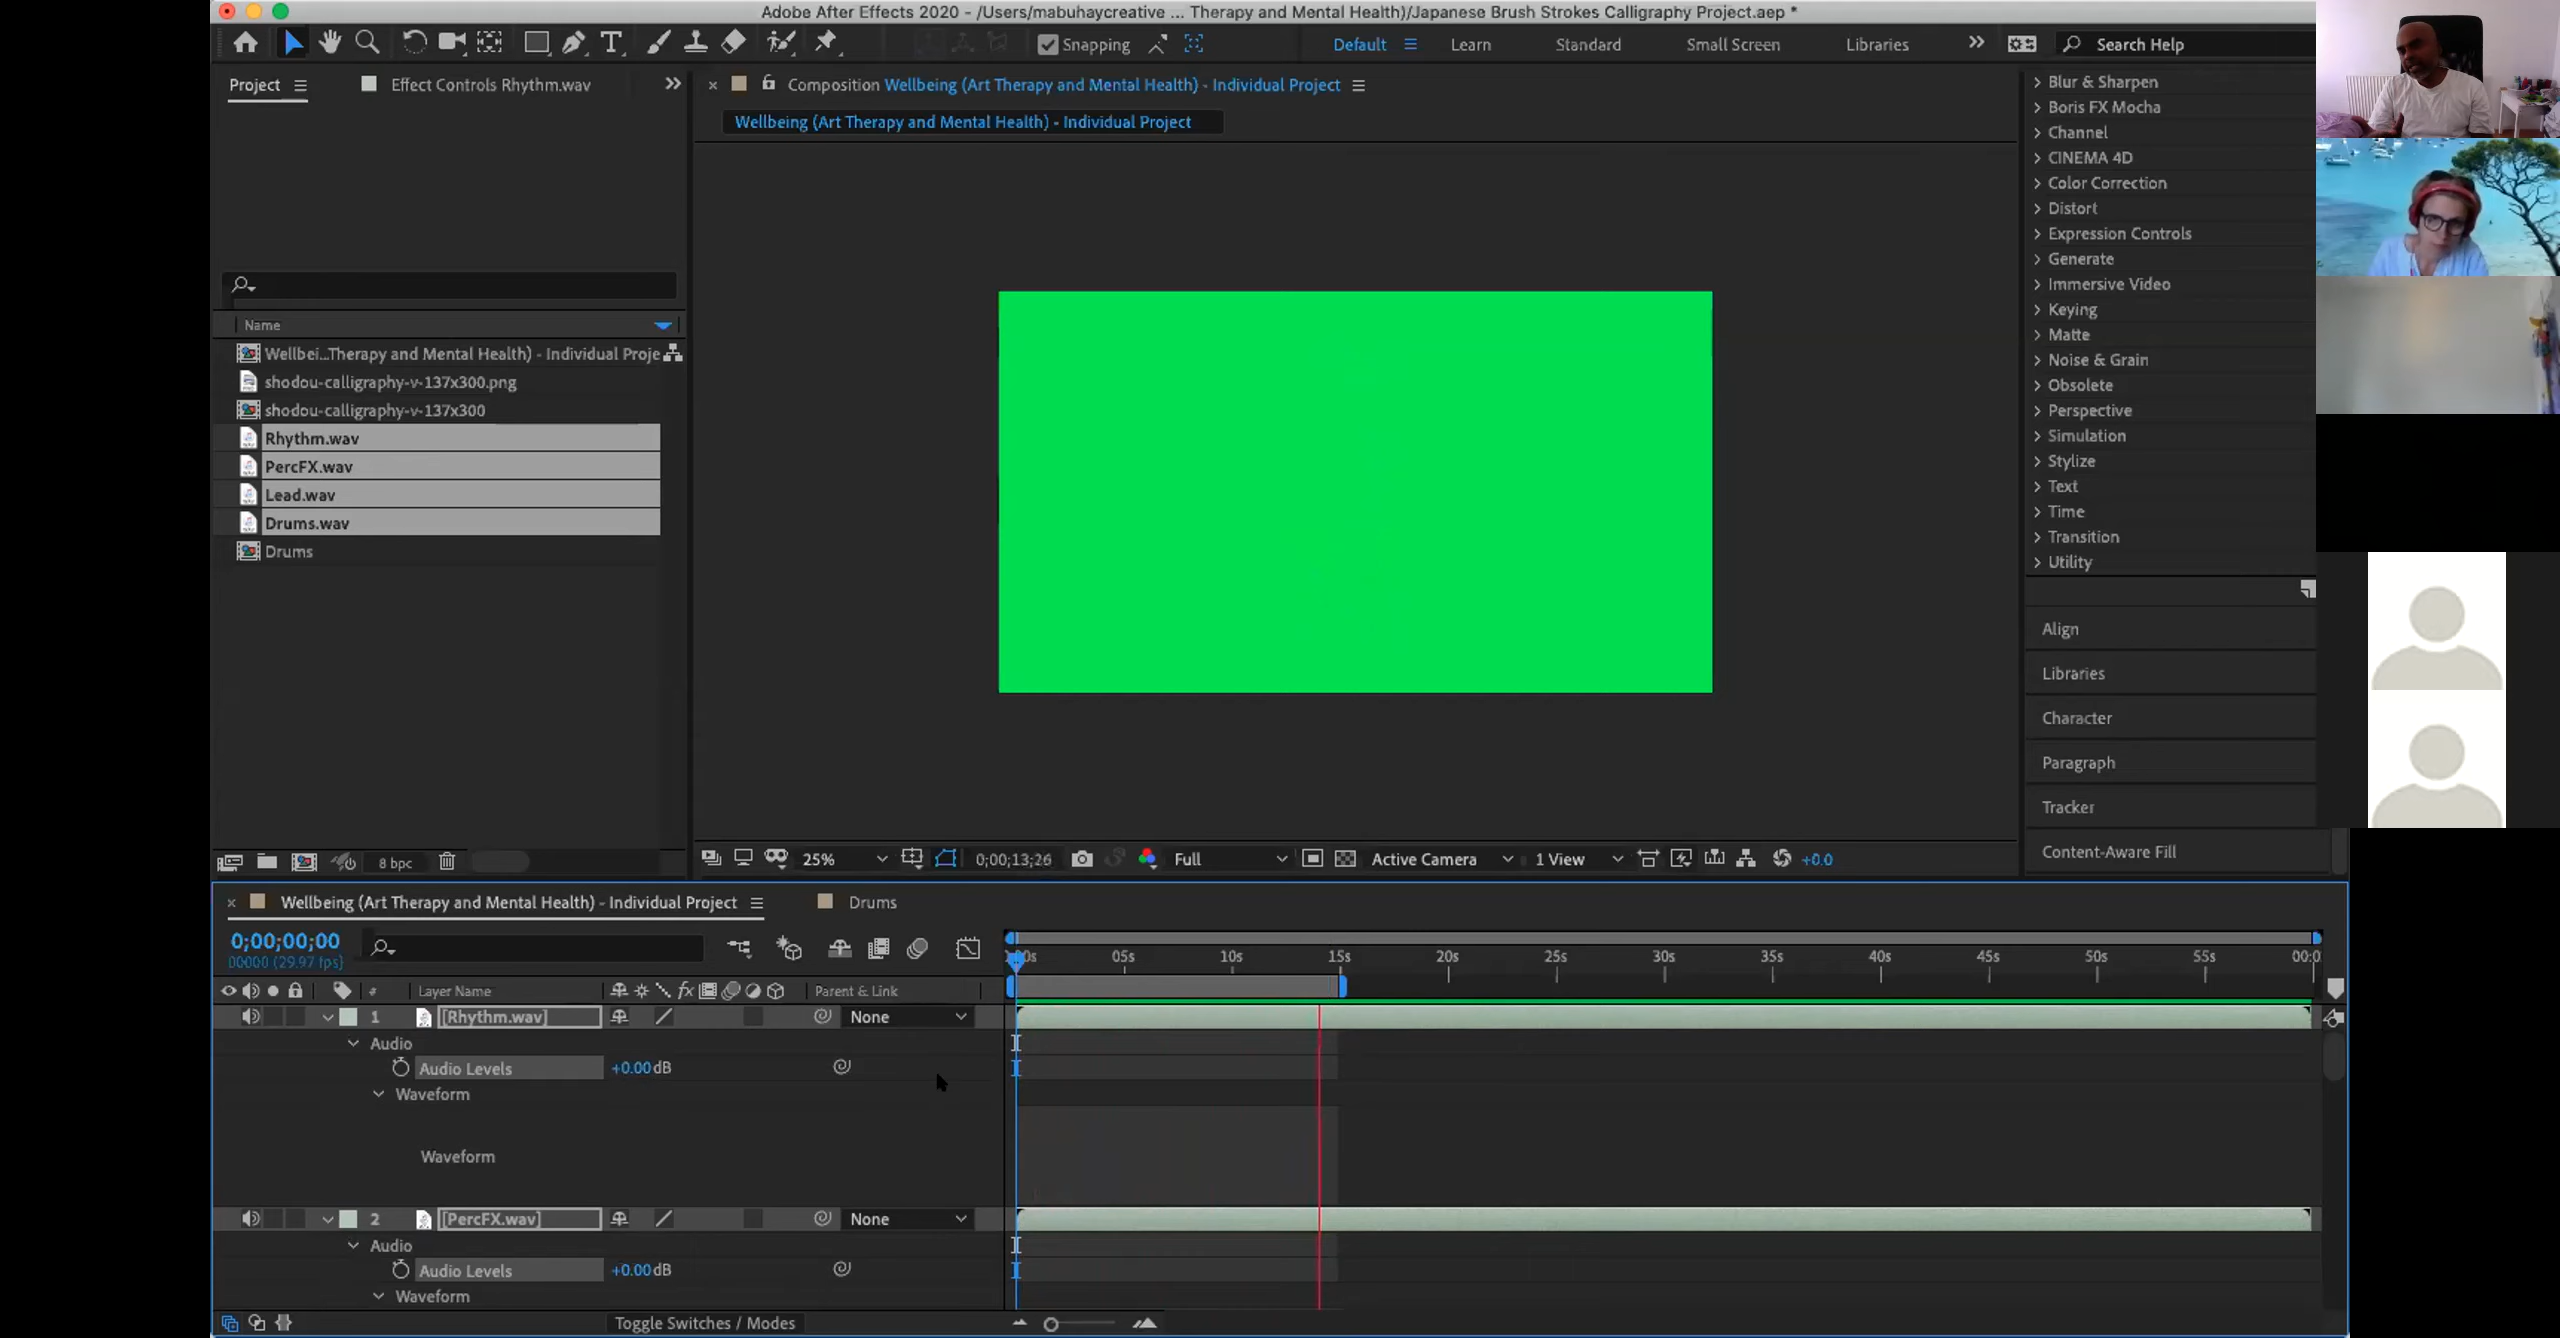 Adobe After Effects 2020 - /Users/mabuhaycreative ... Therapy and Mental Health)/Japanese Brush Strokes Calligraphy Project.aep *
Snapping
Default
Learn
Standard
Small Screen
Libraries
Search Help
Project
Effect Controls Rhythm.wav
Name
Wellbei...Therapy and Mental Health) - Individual Proje
shodou-calligraphy-v-137x300.png
shodou-calligraphy-v-137x300
Rhythm.wav
PercFX.wav
Lead.wav
Drums.wav
Drums
8 bpc
Composition Wellbeing (Art Therapy and Mental Health) - Individual Project
Wellbeing (Art Therapy and Mental Health) - Individual Project
25%
0;00;13;26
Full
Active Camera
1 View
+0.0
Blur & Sharpen
Boris FX Mocha
Channel
CINEMA 4D
Color Correction
Distort
Expression Controls
Generate
Immersive Video
Keying
Matte
Noise & Grain
Obsolete
Perspective
Simulation
Stylize
Text
Time
Transition
Utility
Align
Libraries
Character
Paragraph
Tracker
Content-Aware Fill
Wellbeing (Art Therapy and Mental Health) - Individual Project
Drums
0;00;00;00
00000 (29.97 fps)
05s
10s
15s
20s
25s
30s
35s
40s
45s
50s
55s
00:0
# Layer Name
Parent & Link
1 [Rhythm.wav]
None
Audio
Audio Levels +0.00 dB
Waveform
Waveform
2 [PercFX.wav]
None
Audio
Audio Levels +0.00 dB
Waveform
Toggle Switches / Modes